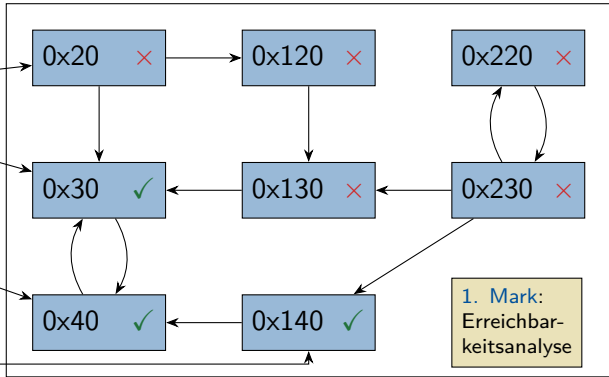 0x20 ×
0x120 ×
0x220 ×
0x30 ✓
0x130 ×
0x230 ×
0x40 ✓
0x140 ✓
1. Mark:
Erreichbar-
keitsanalyse